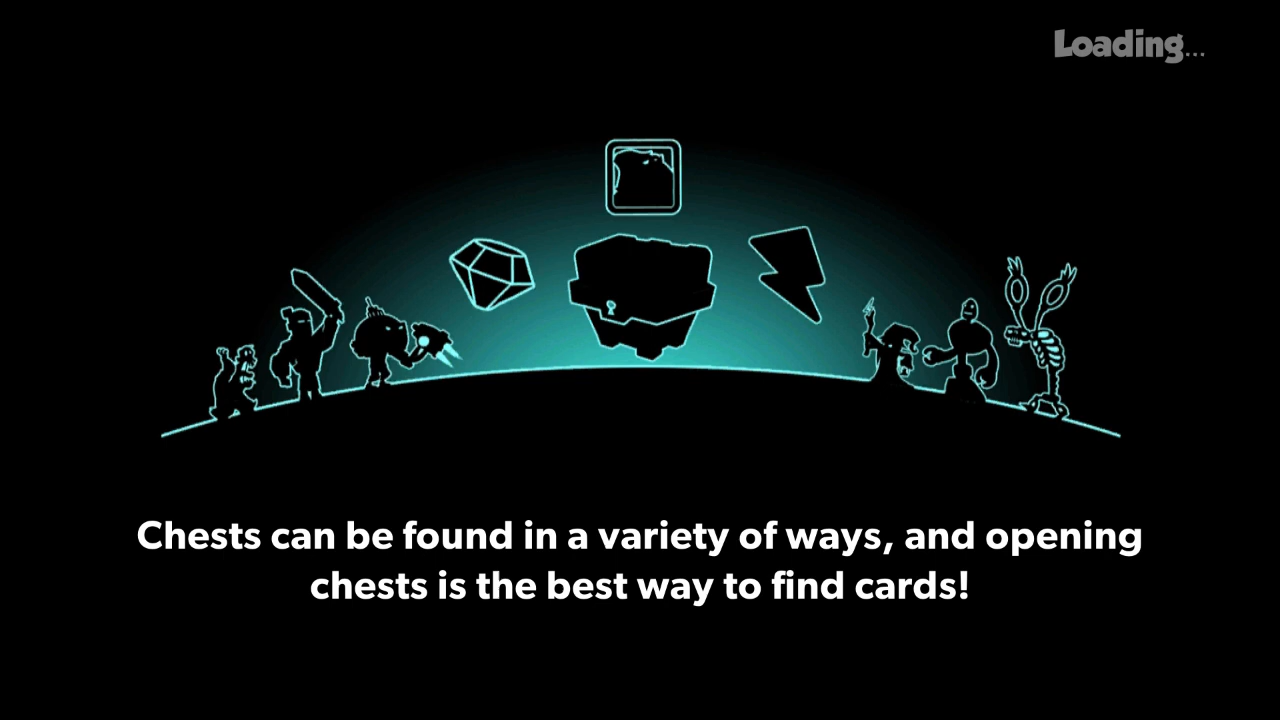 Loading...
Chests can be found in a variety of ways, and opening
chests is the best way to find cards!